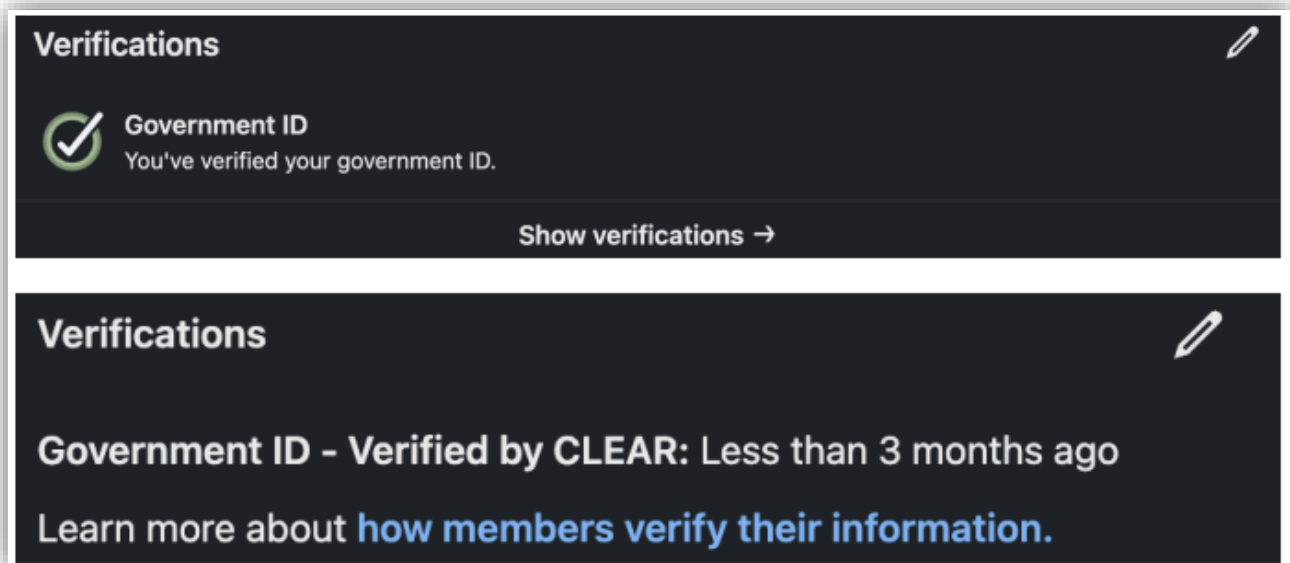 Verifications
Government ID
You've verified your government ID.
Show verifications →
Verifications
Government ID - Verified by CLEAR: Less than 3 months ago
Learn more about how members verify their information.